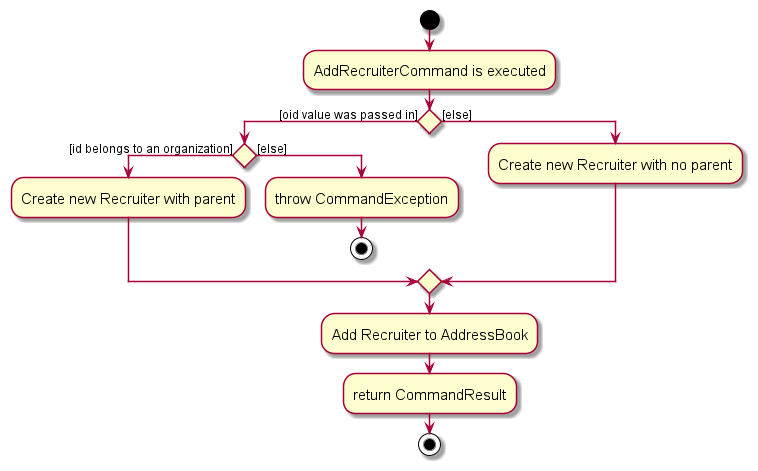 AddRecruiterCommand is executed
[oid value was passed in]
[else]
[id belongs to an organization]
[else]
Create new Recruiter with no parent
Create new Recruiter with parent
throw CommandException
Add Recruiter to AddressBook
return CommandResult